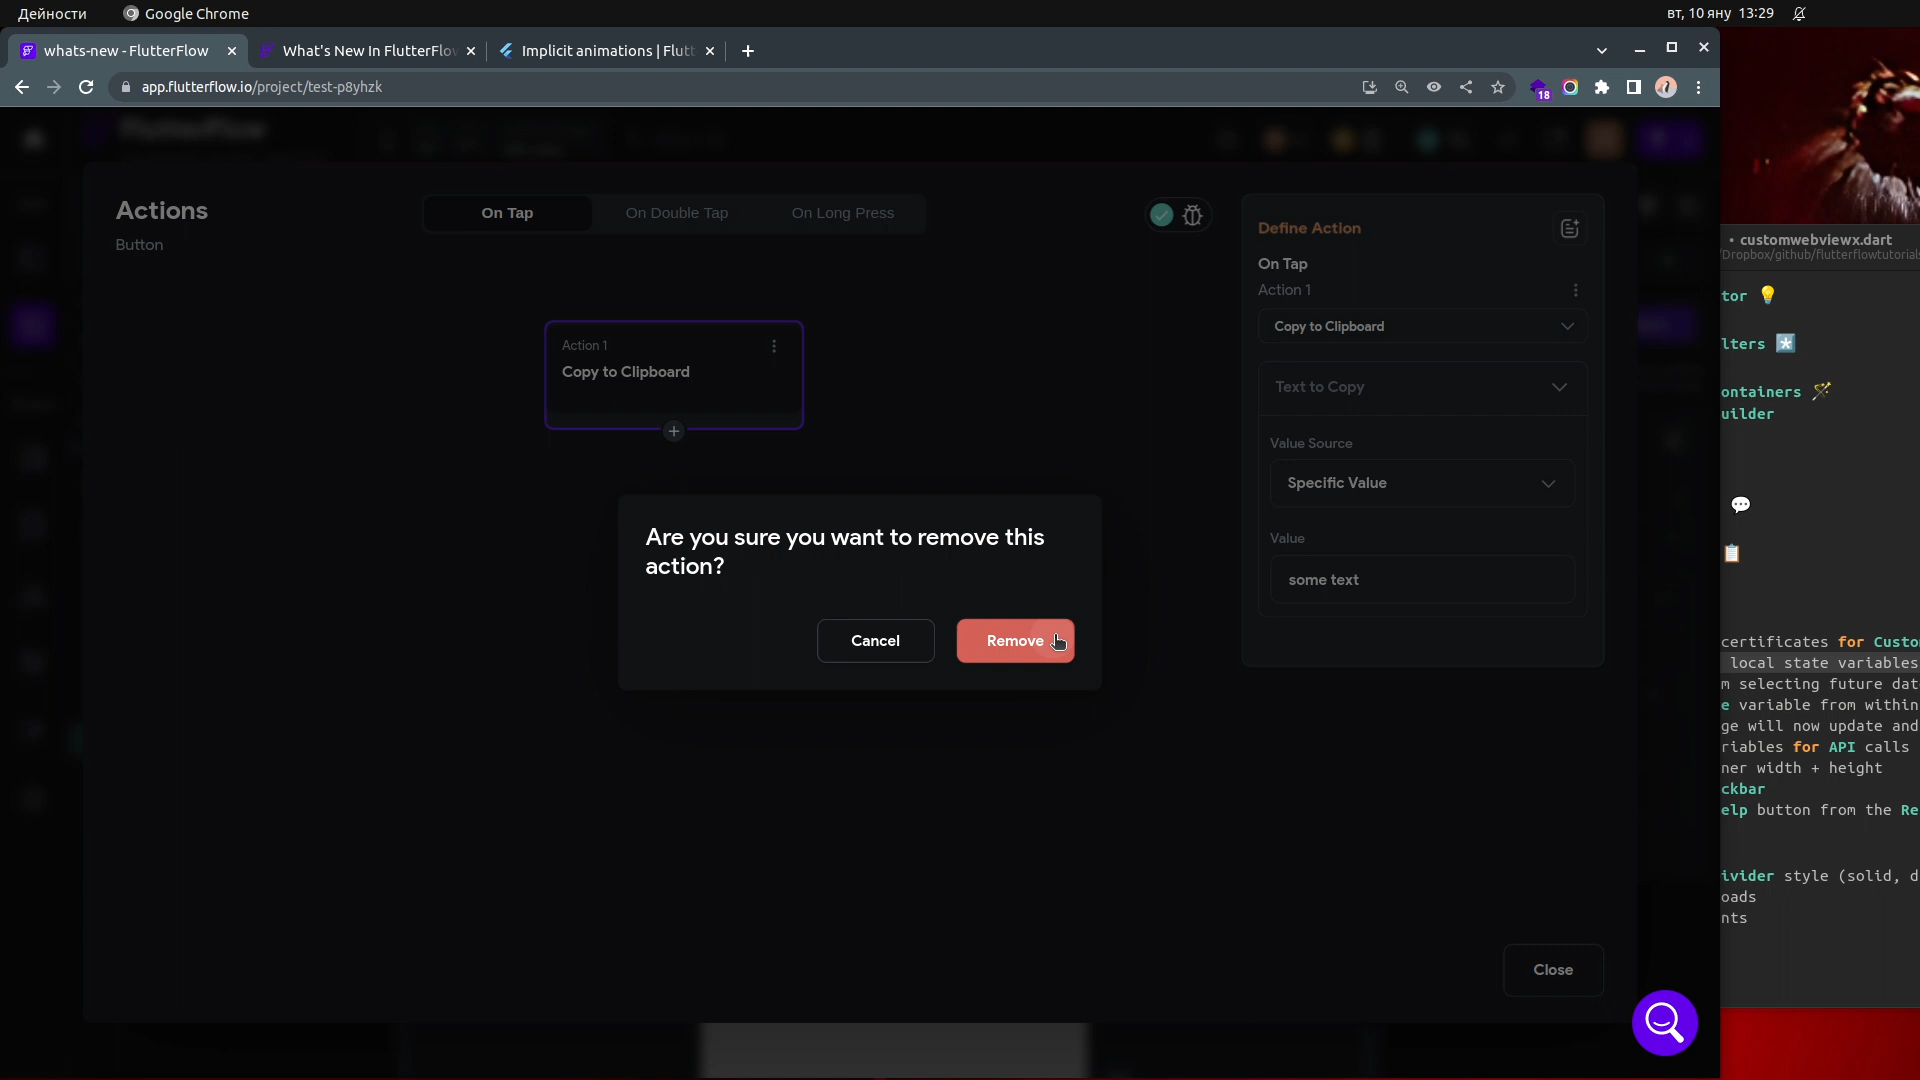 Дейности
Google Chrome
вт, 10 яну 13:29
whats-new - FlutterFlow
What's New In FlutterFlow
Implicit animations | Flutt
app.flutterflow.io/project/test-p8yhzk
18
FlutterFlow
Actions
Button
On Tap
On Double Tap
On Long Press
Action 1
Copy to Clipboard
Define Action
On Tap
Action 1
Copy to Clipboard
Text to Copy
Value Source
Specific Value
Value
some text
Are you sure you want to remove this
action?
Cancel
Remove
Close
• customwebviewx.dart
/Dropbox/github/flutterflowtutorials
tor 💡
lters *️⃣
ontainers
uilder
💬
📋
certificates for Custo
local state variables
m selecting future dat
e variable from within
ge will now update and
riables for API calls
ner width + height
ckbar
elp button from the Re
ivider style (solid, d
oads
nts